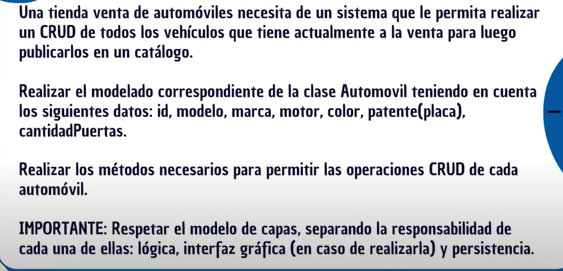 Una tienda venta de automóviles necesita de un sistema que le permita realizar
un CRUD de todos los vehículos que tiene actualmente a la venta para luego
publicarlos en un catálogo.
Realizar el modelado correspondiente de la clase Automovil teniendo en cuenta
los siguientes datos: id, modelo, marca, motor, color, patente(placa),
cantidadPuertas.
Realizar los métodos necesarios para permitir las operaciones CRUD de cada
automóvil.
IMPORTANTE: Respetar el modelo de capas, separando la responsabilidad de
cada una de ellas: lógica, interfaz gráfica (en caso de realizarla) y persistencia.